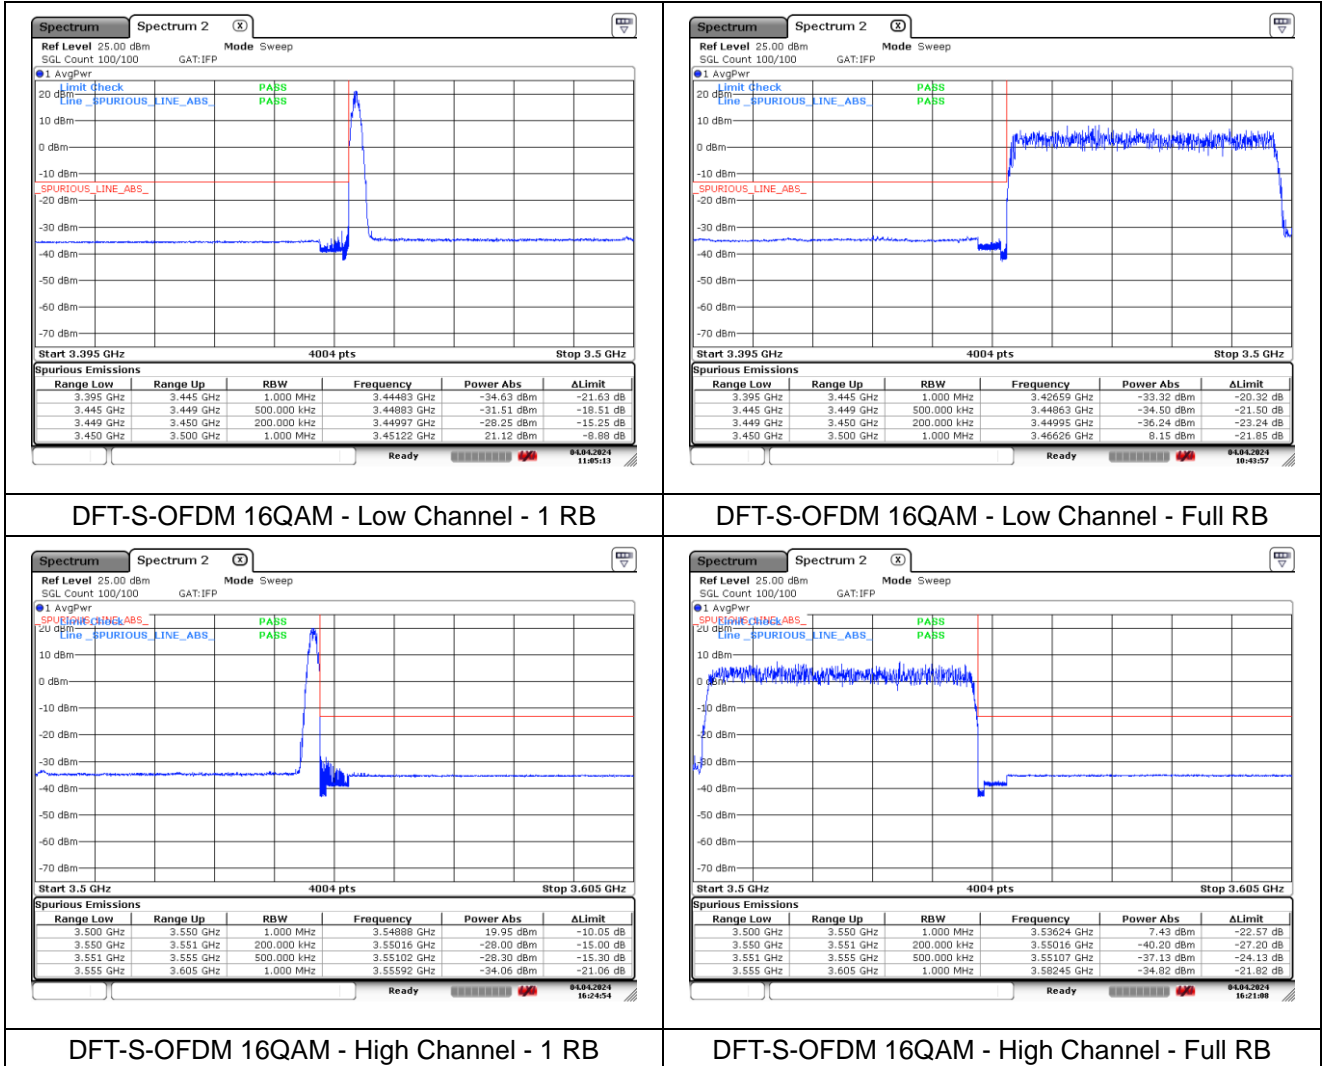 Spectrum Spectrum 2 X
Ref Level 25.00 dBm Mode Sweep
SGL Count 100/100 GAT:IFP
1 AvgPwr
Limit Check PASS
20 dBm
Line _SPURIOUS_LINE_ABS_ PASS
10 dBm
0 dBm
-10 dBm
_SPURIOUS_LINE_ABS_
-20 dBm
-30 dBm
-40 dBm
-50 dBm
-60 dBm
-70 dBm
Start 3.395 GHz 4004 pts Stop 3.5 GHz
Spurious Emissions
Range Low Range Up RBW Frequency Power Abs ΔLimit
3.395 GHz 3.445 GHz 1.000 MHz 3.44483 GHz -34.63 dBm -21.63 dB
3.445 GHz 3.449 GHz 500.000 kHz 3.44883 GHz -31.51 dBm -18.51 dB
3.449 GHz 3.450 GHz 200.000 kHz 3.44997 GHz -28.25 dBm -15.25 dB
3.450 GHz 3.500 GHz 1.000 MHz 3.45122 GHz 21.12 dBm -8.88 dB
Ready 04.04.2024
11:05:13
DFT-S-OFDM 16QAM - Low Channel - 1 RB
Spectrum Spectrum 2 X
Ref Level 25.00 dBm Mode Sweep
SGL Count 100/100 GAT:IFP
1 AvgPwr
Limit Check PASS
20 dBm
Line _SPURIOUS_LINE_ABS_ PASS
10 dBm
0 dBm
-10 dBm
_SPURIOUS_LINE_ABS_
-20 dBm
-30 dBm
-40 dBm
-50 dBm
-60 dBm
-70 dBm
Start 3.395 GHz 4004 pts Stop 3.5 GHz
Spurious Emissions
Range Low Range Up RBW Frequency Power Abs ΔLimit
3.395 GHz 3.445 GHz 1.000 MHz 3.42659 GHz -33.32 dBm -20.32 dB
3.445 GHz 3.449 GHz 500.000 kHz 3.44863 GHz -34.50 dBm -21.50 dB
3.449 GHz 3.450 GHz 200.000 kHz 3.44995 GHz -36.24 dBm -23.24 dB
3.450 GHz 3.500 GHz 1.000 MHz 3.46626 GHz 8.15 dBm -21.85 dB
Ready 04.04.2024
10:43:57
DFT-S-OFDM 16QAM - Low Channel - Full RB
Spectrum Spectrum 2 X
Ref Level 25.00 dBm Mode Sweep
SGL Count 100/100 GAT:IFP
1 AvgPwr
_SPURIOUS_LINE_ABS_
Limit Check PASS
20 dBm
Line _SPURIOUS_LINE_ABS_ PASS
10 dBm
0 dBm
-10 dBm
-20 dBm
-30 dBm
-40 dBm
-50 dBm
-60 dBm
-70 dBm
Start 3.5 GHz 4004 pts Stop 3.605 GHz
Spurious Emissions
Range Low Range Up RBW Frequency Power Abs ΔLimit
3.500 GHz 3.550 GHz 1.000 MHz 3.54888 GHz 19.95 dBm -10.05 dB
3.550 GHz 3.551 GHz 200.000 kHz 3.55016 GHz -28.00 dBm -15.00 dB
3.551 GHz 3.555 GHz 500.000 kHz 3.55102 GHz -28.30 dBm -15.30 dB
3.555 GHz 3.605 GHz 1.000 MHz 3.55592 GHz -34.06 dBm -21.06 dB
Ready 04.04.2024
16:24:54
DFT-S-OFDM 16QAM - High Channel - 1 RB
Spectrum Spectrum 2 X
Ref Level 25.00 dBm Mode Sweep
SGL Count 100/100 GAT:IFP
1 AvgPwr
_SPURIOUS_LINE_ABS_
Limit Check PASS
20 dBm
Line _SPURIOUS_LINE_ABS_ PASS
10 dBm
0 dBm
-10 dBm
-20 dBm
-30 dBm
-40 dBm
-50 dBm
-60 dBm
-70 dBm
Start 3.5 GHz 4004 pts Stop 3.605 GHz
Spurious Emissions
Range Low Range Up RBW Frequency Power Abs ΔLimit
3.500 GHz 3.550 GHz 1.000 MHz 3.53624 GHz 7.43 dBm -22.57 dB
3.550 GHz 3.551 GHz 200.000 kHz 3.55016 GHz -40.20 dBm -27.20 dB
3.551 GHz 3.555 GHz 500.000 kHz 3.55107 GHz -37.13 dBm -24.13 dB
3.555 GHz 3.605 GHz 1.000 MHz 3.58245 GHz -34.82 dBm -21.82 dB
Ready 04.04.2024
16:21:08
DFT-S-OFDM 16QAM - High Channel - Full RB